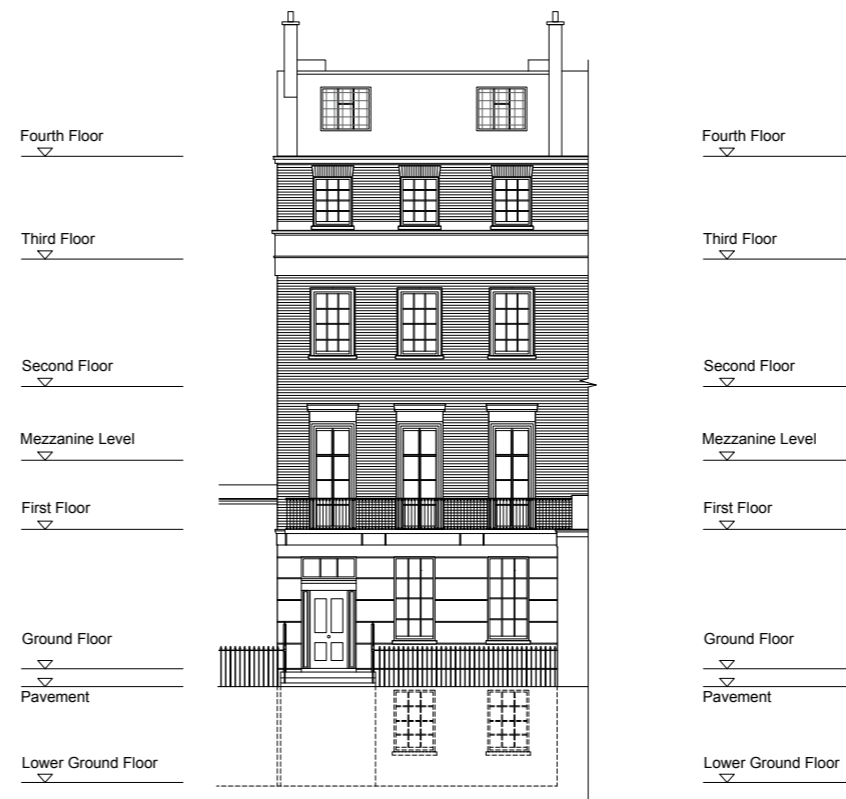 Fourth Floor
Fourth Floor
Third Floor
Third Floor
Second Floor
Second Floor
Mezzanine Level
Mezzanine Level
First Floor
First Floor
Ground Floor
Ground Floor
Pavement
Pavement
Lower Ground Floor
Lower Ground Floor